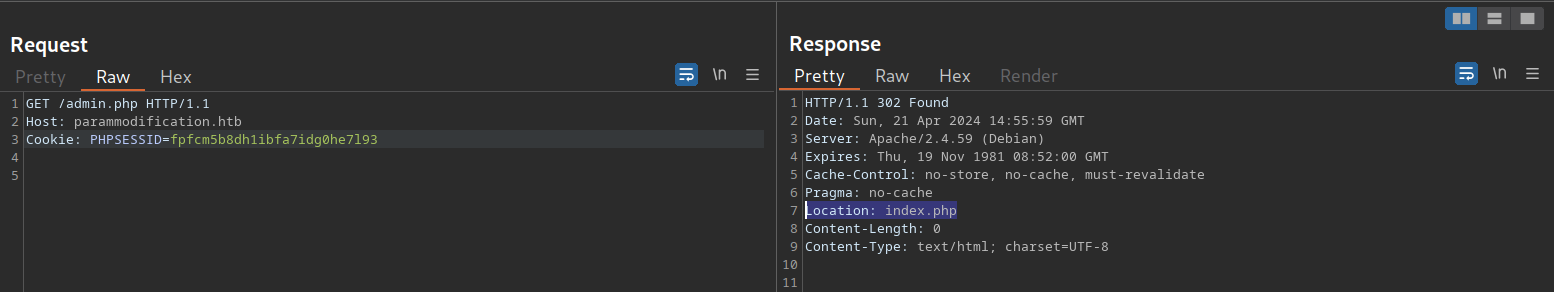 Request
Pretty Raw Hex \n
1 GET /admin.php HTTP/1.1
2 Host: parammodification.htb
3 Cookie: PHPSESSID=fpfcm5b8dh1ibfa7idg0he7l93
4
5
Response
Pretty Raw Hex Render \n
1 HTTP/1.1 302 Found
2 Date: Sun, 21 Apr 2024 14:55:59 GMT
3 Server: Apache/2.4.59 (Debian)
4 Expires: Thu, 19 Nov 1981 08:52:00 GMT
5 Cache-Control: no-store, no-cache, must-revalidate
6 Pragma: no-cache
7 Location: index.php
8 Content-Length: 0
9 Content-Type: text/html; charset=UTF-8
10
11